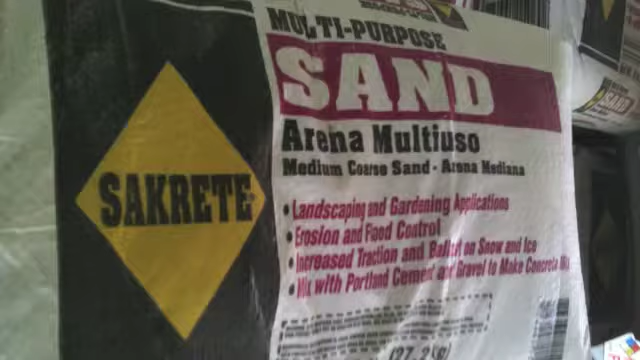 MULTI-PURPOSE
SAND
Arena Multiuso
Medium Coarse Sand - Arena Mediana
SAKRETE
• Landscaping and Gardening Applications
• Erosion and Flood Control
• Increased Traction and Ballast on Snow and Ice
• Mix with Portland Cement and Gravel to Make Concrete